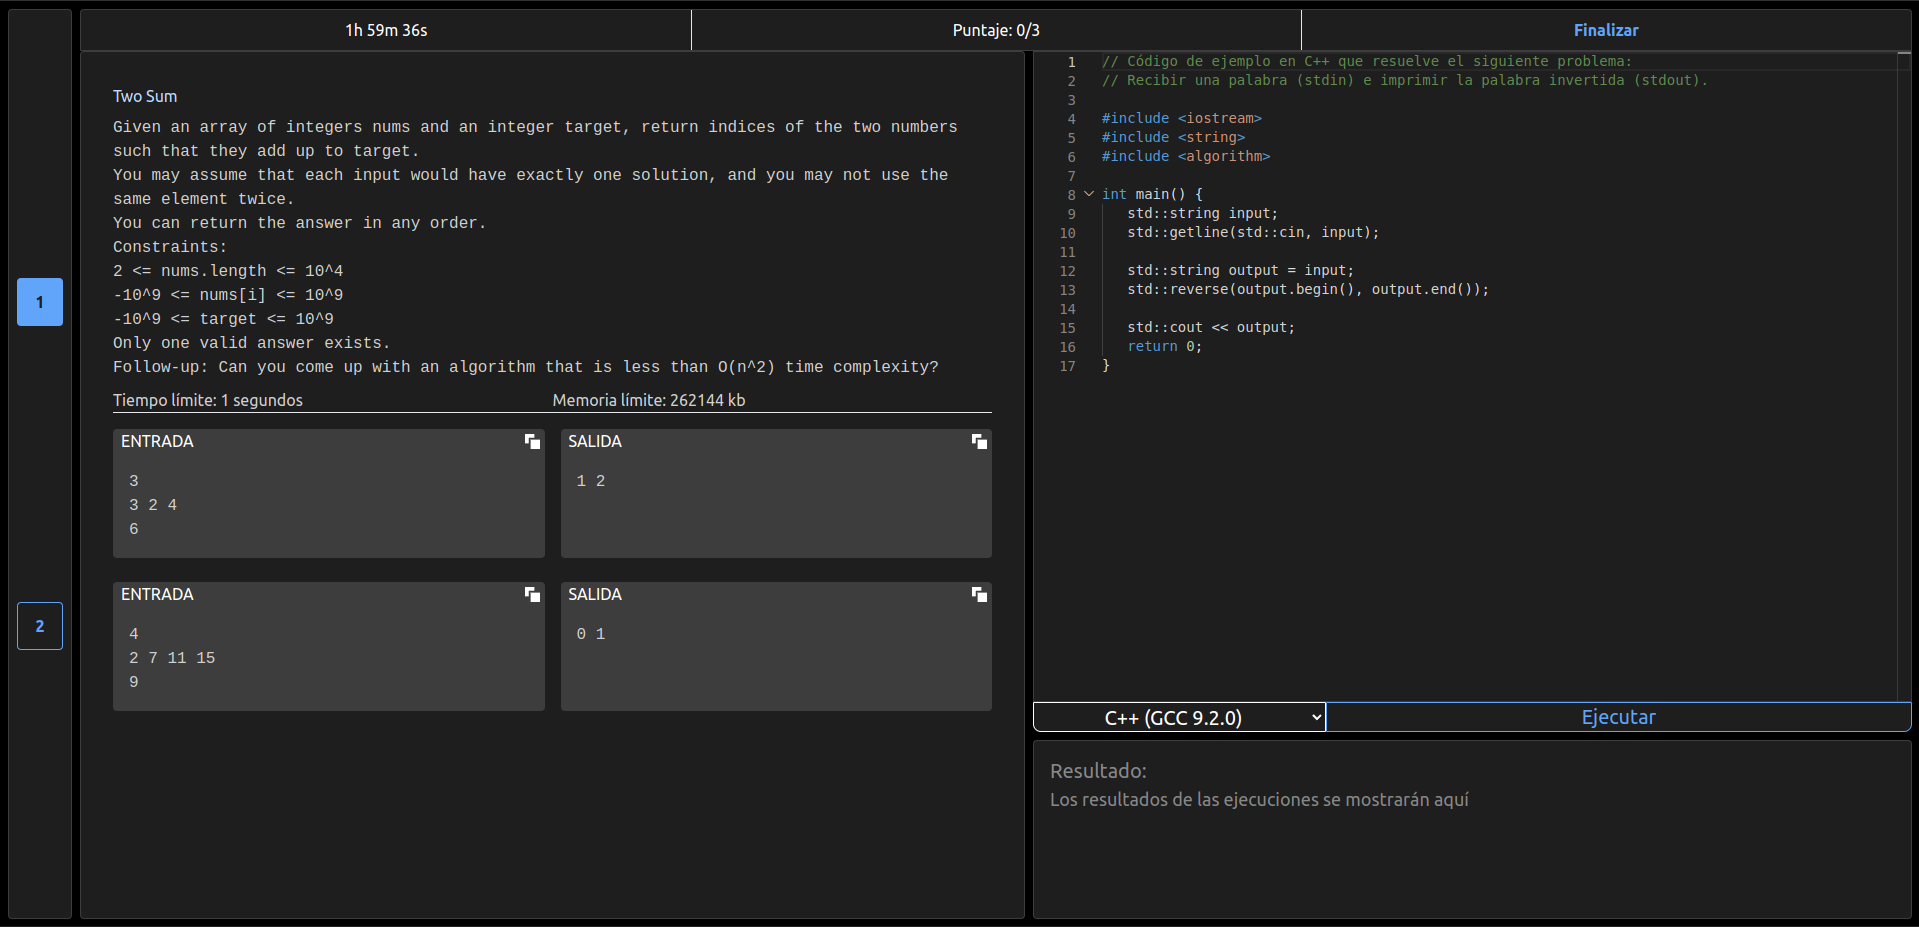 1h 59m 36s
Puntaje: 0/3
Finalizar
1
2
Two Sum
Given an array of integers nums and an integer target, return indices of the two numbers
such that they add up to target.
You may assume that each input would have exactly one solution, and you may not use the
same element twice.
You can return the answer in any order.
Constraints:
2 <= nums.length <= 10^4
-10^9 <= nums[i] <= 10^9
-10^9 <= target <= 10^9
Only one valid answer exists.
Follow-up: Can you come up with an algorithm that is less than O(n^2) time complexity?
Tiempo límite: 1 segundos
Memoria límite: 262144 kb
ENTRADA
3
3 2 4
6
SALIDA
1 2
ENTRADA
4
2 7 11 15
9
SALIDA
0 1
1 // Código de ejemplo en C++ que resuelve el siguiente problema:
2 // Recibir una palabra (stdin) e imprimir la palabra invertida (stdout).
3
4 #include <iostream>
5 #include <string>
6 #include <algorithm>
7
8 int main() {
9 std::string input;
10 std::getline(std::cin, input);
11
12 std::string output = input;
13 std::reverse(output.begin(), output.end());
14
15 std::cout << output;
16 return 0;
17 }
C++ (GCC 9.2.0)
Ejecutar
Resultado:
Los resultados de las ejecuciones se mostrarán aquí